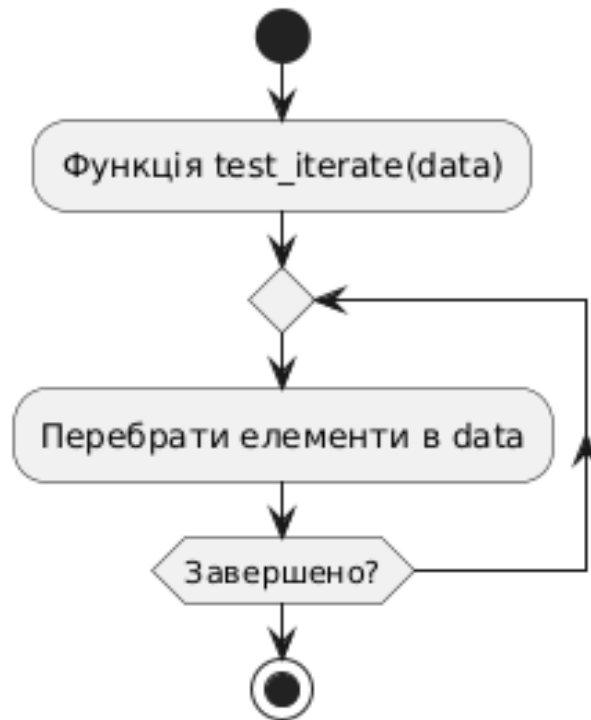 Функція test_iterate(data)
Перебрати елементи в data
Завершено?